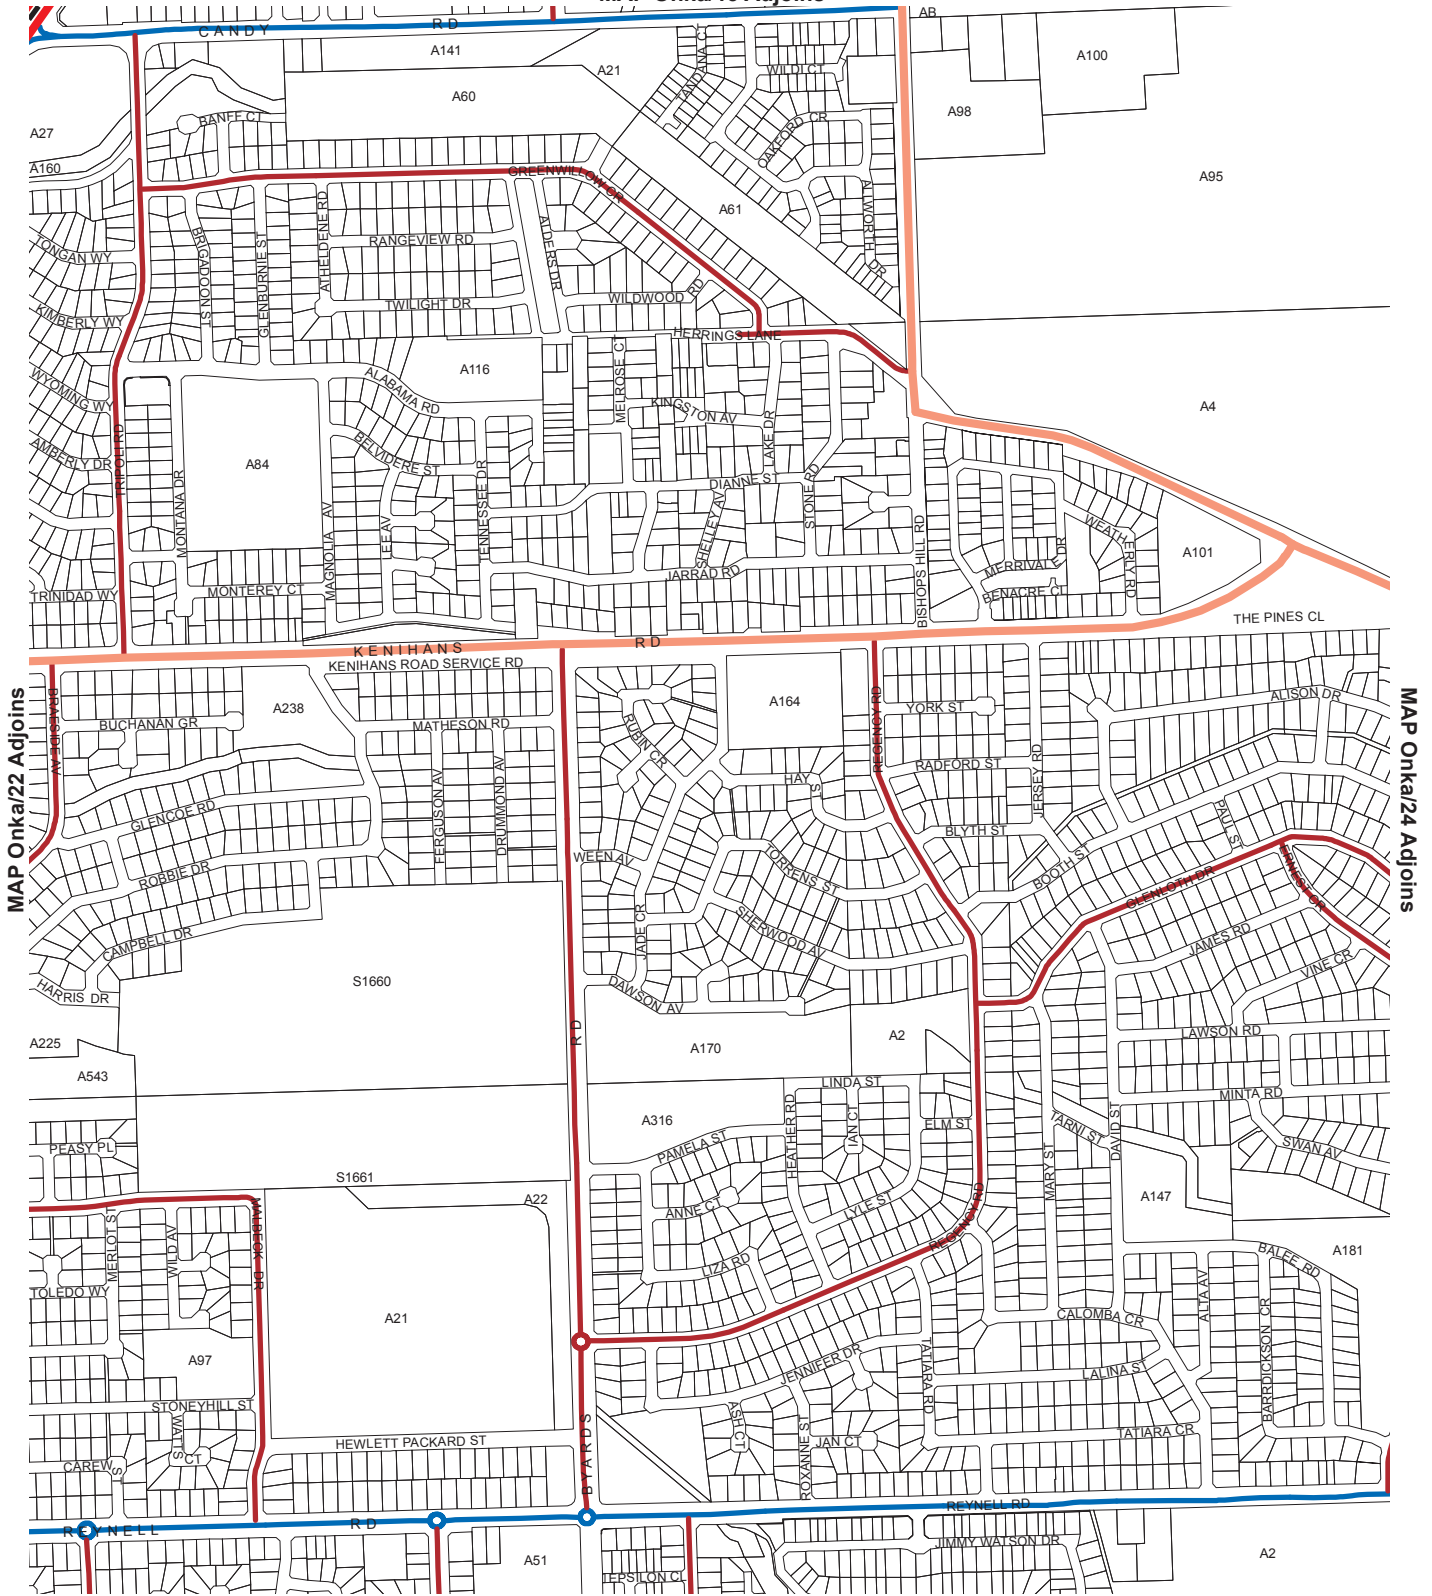 CANDY RD
AB
A141
A21
TANDANA CT
WILDI CT
A100
A60
A98
BANFF CT
OAKFORD CR
A27
A160
GREENWILLOW CR
A95
ALWORTH DR
A61
ATHELDENE RD
BRIGADOON ST
GLENBURNIE ST
RANGEVIEW RD
ALDERS DR
TONGAN WY
TWILIGHT DR
WILDWOOD RD
KIMBERLY WY
HERRINGS LANE
MELROSE CT
A116
WYOMING WY
ALABAMA RD
KINGSTON AV
A4
LAKE DR
AMBERLY DR
TRIPOLI RD
A84
BELVIDERE ST
DIANNE ST
STONE RD
MONTANA DR
MAGNOLIA AV
LEE AV
TENNESSEE DR
SHELLEY AV
BISHOPS HILL RD
WEATHERLY RD
A101
MERRIVALE DR
JARRAD RD
TRINIDAD WY
MONTEREY CT
BENACRE CL
THE PINES CL
KENIHANS RD
KENIHANS ROAD SERVICE RD
BRAESIDE AV
BUCHANAN GR
A238
MATHESON RD
RUBIN CR
A164
REGENCY RD
YORK ST
ALISON DR
MAP Onka/22 Adjoins
MAP Onka/24 Adjoins
JERSEY RD
RADFORD ST
HAY ST
GLENCOE RD
FERGUSON AV
DRUMMOND AV
BLYTH ST
PAUL ST
WEEN AV
TORRENS ST
BOOTH ST
ERNEST CR
ROBBIE DR
GLENLOTH DR
JADE CR
SHERWOOD AV
CAMPBELL DR
JAMES RD
VINE CR
HARRIS DR
S1660
DAWSON AV
LAWSON RD
A225
A543
A170
A2
LINDA ST
MINTA RD
A316
HEATHER RD
IAN CT
ELM ST
TARNI ST
DAVID ST
SWAN AV
PEASY PL
PAMELA ST
MARY ST
S1661
A22
A147
ANNE CT
LYLE ST
REGENCY RD
MERLOT ST
WILD AV
MALBECK DR
LIZA RD
BALEE RD
A181
TOLEDO WY
ALTA AV
BARRDICKSON CR
A21
CALOMBA CR
A97
JENNIFER DR
TATIARA RD
LALINA ST
STONEYHILL ST
WATTS CT
ASH CT
ROXANNE ST
JAN CT
TATIARA CR
HEWLETT PACKARD ST
CAREW ST
BYARDS RD
REYNELL RD
REYNELL RD
JIMMY WATSON DR
A51
A2
EPSILON CL